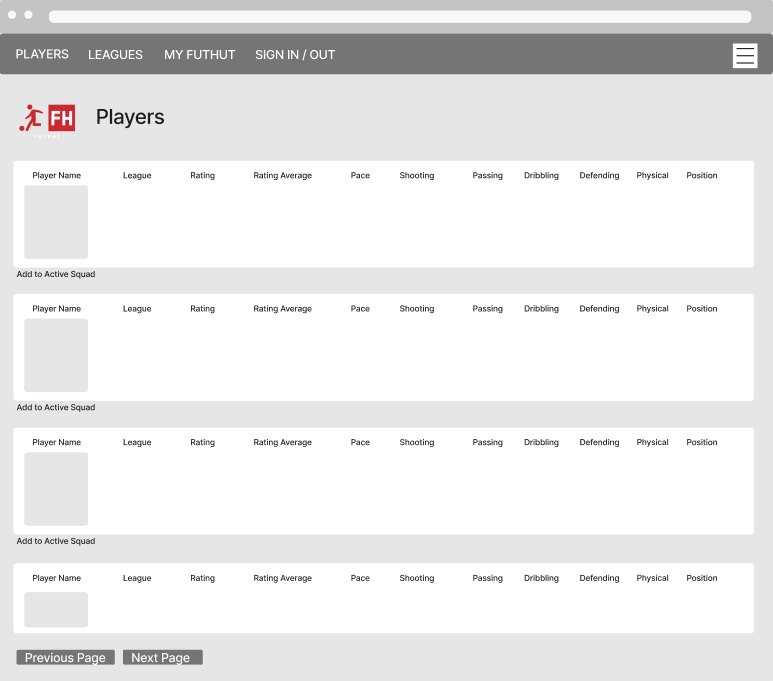 PLAYERS LEAGUES MY FUTHUT SIGN IN / OUT
FH Players
Player Name League Rating Rating Average Pace Shooting Passing Dribbling Defending Physical Position
Add to Active Squad
Player Name League Rating Rating Average Pace Shooting Passing Dribbling Defending Physical Position
Add to Active Squad
Player Name League Rating Rating Average Pace Shooting Passing Dribbling Defending Physical Position
Add to Active Squad
Player Name League Rating Rating Average Pace Shooting Passing Dribbling Defending Physical Position
Previous Page Next Page